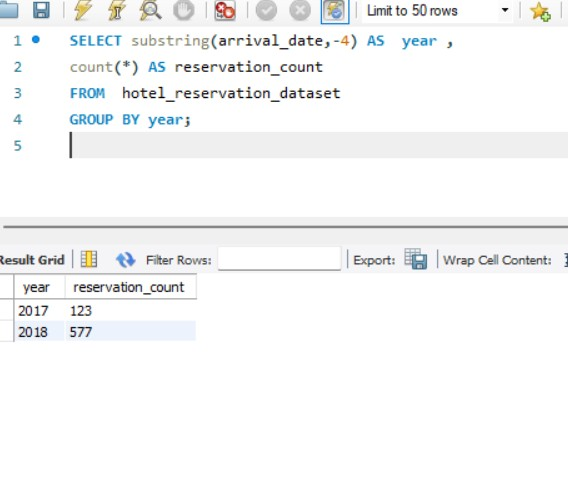 Limit to 50 rows
1 SELECT substring(arrival_date,-4) AS  year ,
2 count(*) AS reservation_count
3 FROM  hotel_reservation_dataset
4 GROUP BY year;
5
Result Grid Filter Rows: Export: Wrap Cell Content:
year reservation_count
2017 123
2018 577